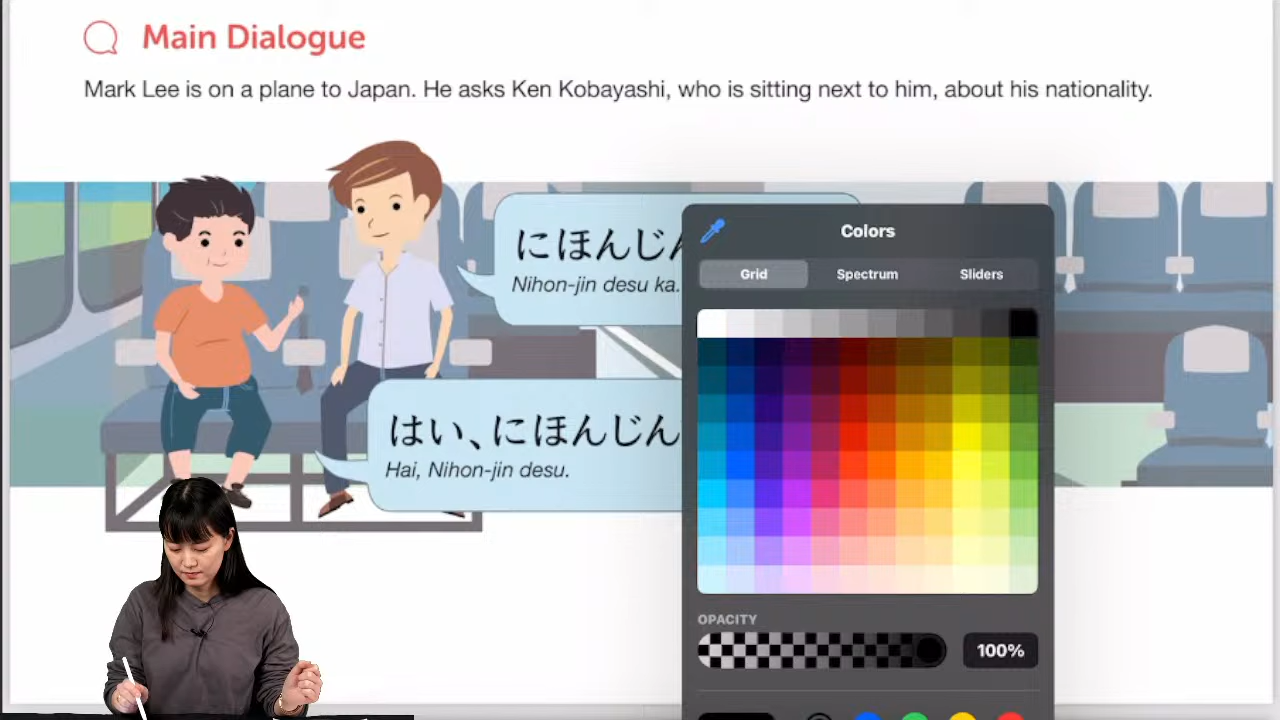 Main Dialogue
Mark Lee is on a plane to Japan. He asks Ken Kobayashi, who is sitting next to him, about his nationality.
にほんじん
Nihon-jin desu ka.
はい、にほんじん
Hai, Nihon-jin desu.
Colors
Grid Spectrum Sliders
OPACITY
100%